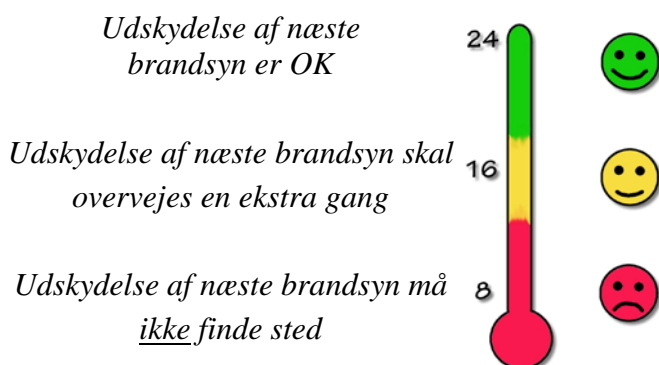 Udskydelse af næste
brandsyn er OK
24
Udskydelse af næste brandsyn skal
overvejes en ekstra gang
16
Udskydelse af næste brandsyn må
ikke finde sted
8